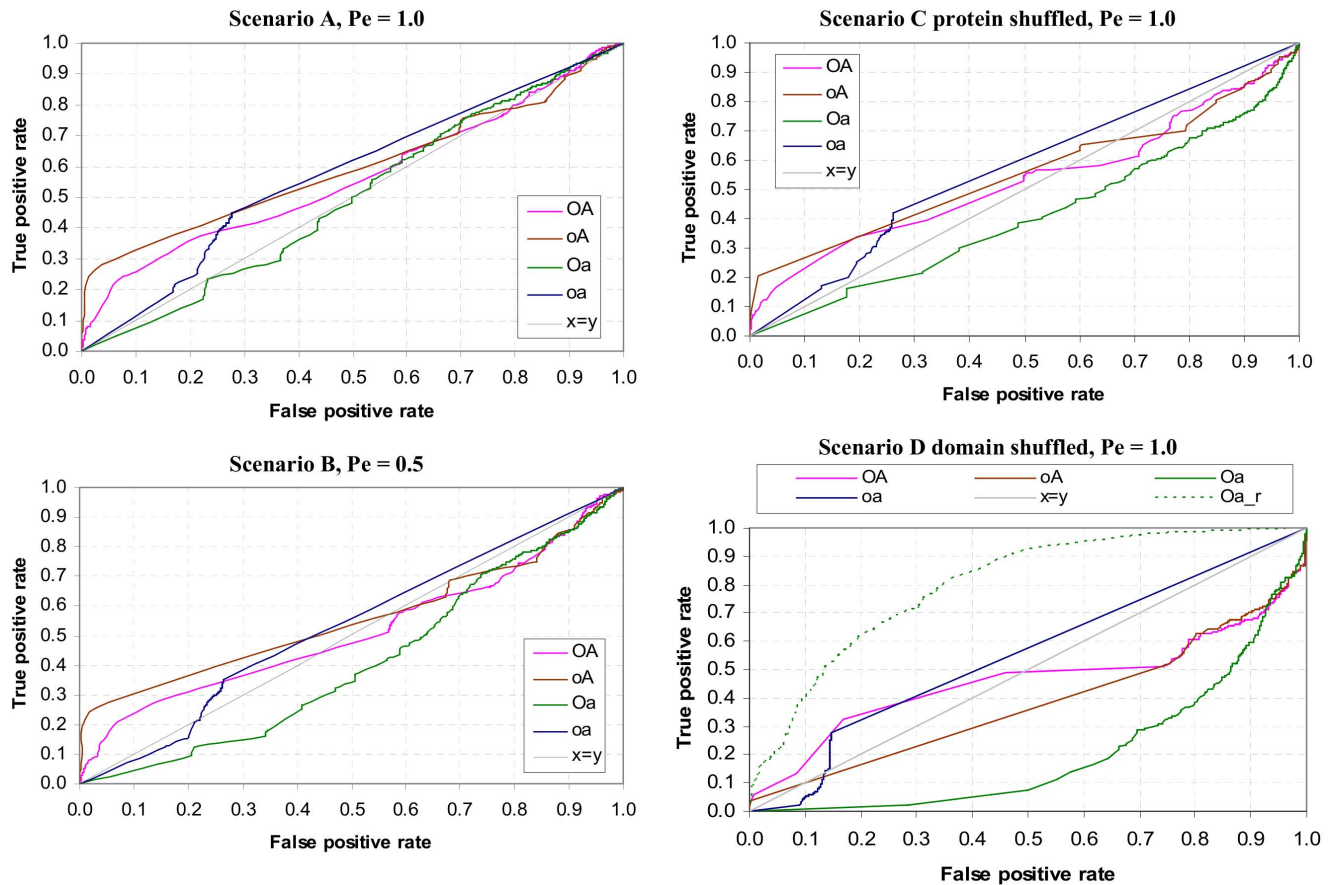 Scenario A, Pe = 1.0
True positive rate
1.0
0.9
0.8
0.7
0.6
0.5
0.4
0.3
0.2
0.1
0.0
OA
oA
Oa
oa
x=y
0.0 0.1 0.2 0.3 0.4 0.5 0.6 0.7 0.8 0.9 1.0
False positive rate
Scenario C protein shuffled, Pe = 1.0
True positive rate
1.0
0.9
0.8
0.7
0.6
0.5
0.4
0.3
0.2
0.1
0.0
OA
oA
Oa
oa
x=y
0.0 0.1 0.2 0.3 0.4 0.5 0.6 0.7 0.8 0.9 1.0
False positive rate
Scenario B, Pe = 0.5
True positive rate
1.0
0.9
0.8
0.7
0.6
0.5
0.4
0.3
0.2
0.1
0.0
OA
oA
Oa
oa
x=y
0.0 0.1 0.2 0.3 0.4 0.5 0.6 0.7 0.8 0.9 1.0
False positive rate
Scenario D domain shuffled, Pe = 1.0
OA oA Oa
oa x=y Oa_r
True positive rate
1.0
0.9
0.8
0.7
0.6
0.5
0.4
0.3
0.2
0.1
0.0
0.0 0.1 0.2 0.3 0.4 0.5 0.6 0.7 0.8 0.9 1.0
False positive rate